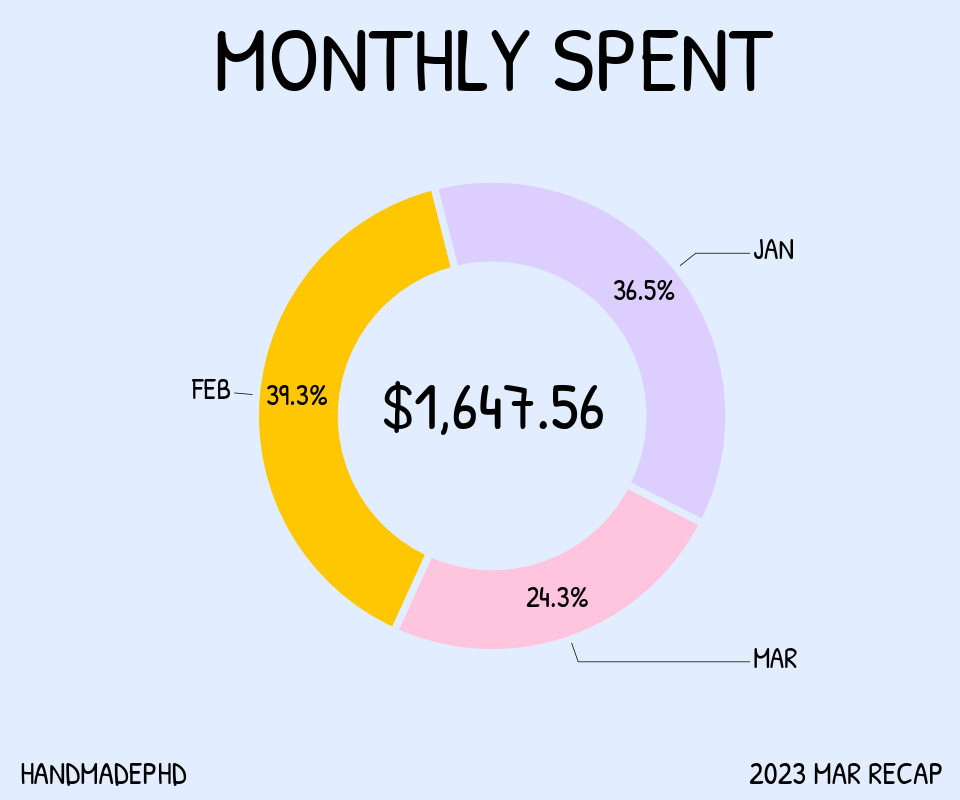 MONTHLY SPENT
JAN
36.5%
FEB
39.3%
$1,647.56
24.3%
MAR
HANDMADEPHD
2023 MAR RECAP